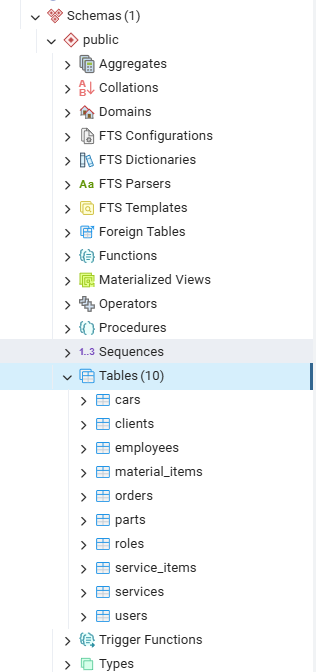 Schemas (1)
public
Aggregates
Collations
Domains
FTS Configurations
FTS Dictionaries
Aa FTS Parsers
FTS Templates
Foreign Tables
Functions
Materialized Views
Operators
Procedures
1..3 Sequences
Tables (10)
cars
clients
employees
material_items
orders
parts
roles
service_items
services
users
Trigger Functions
Types